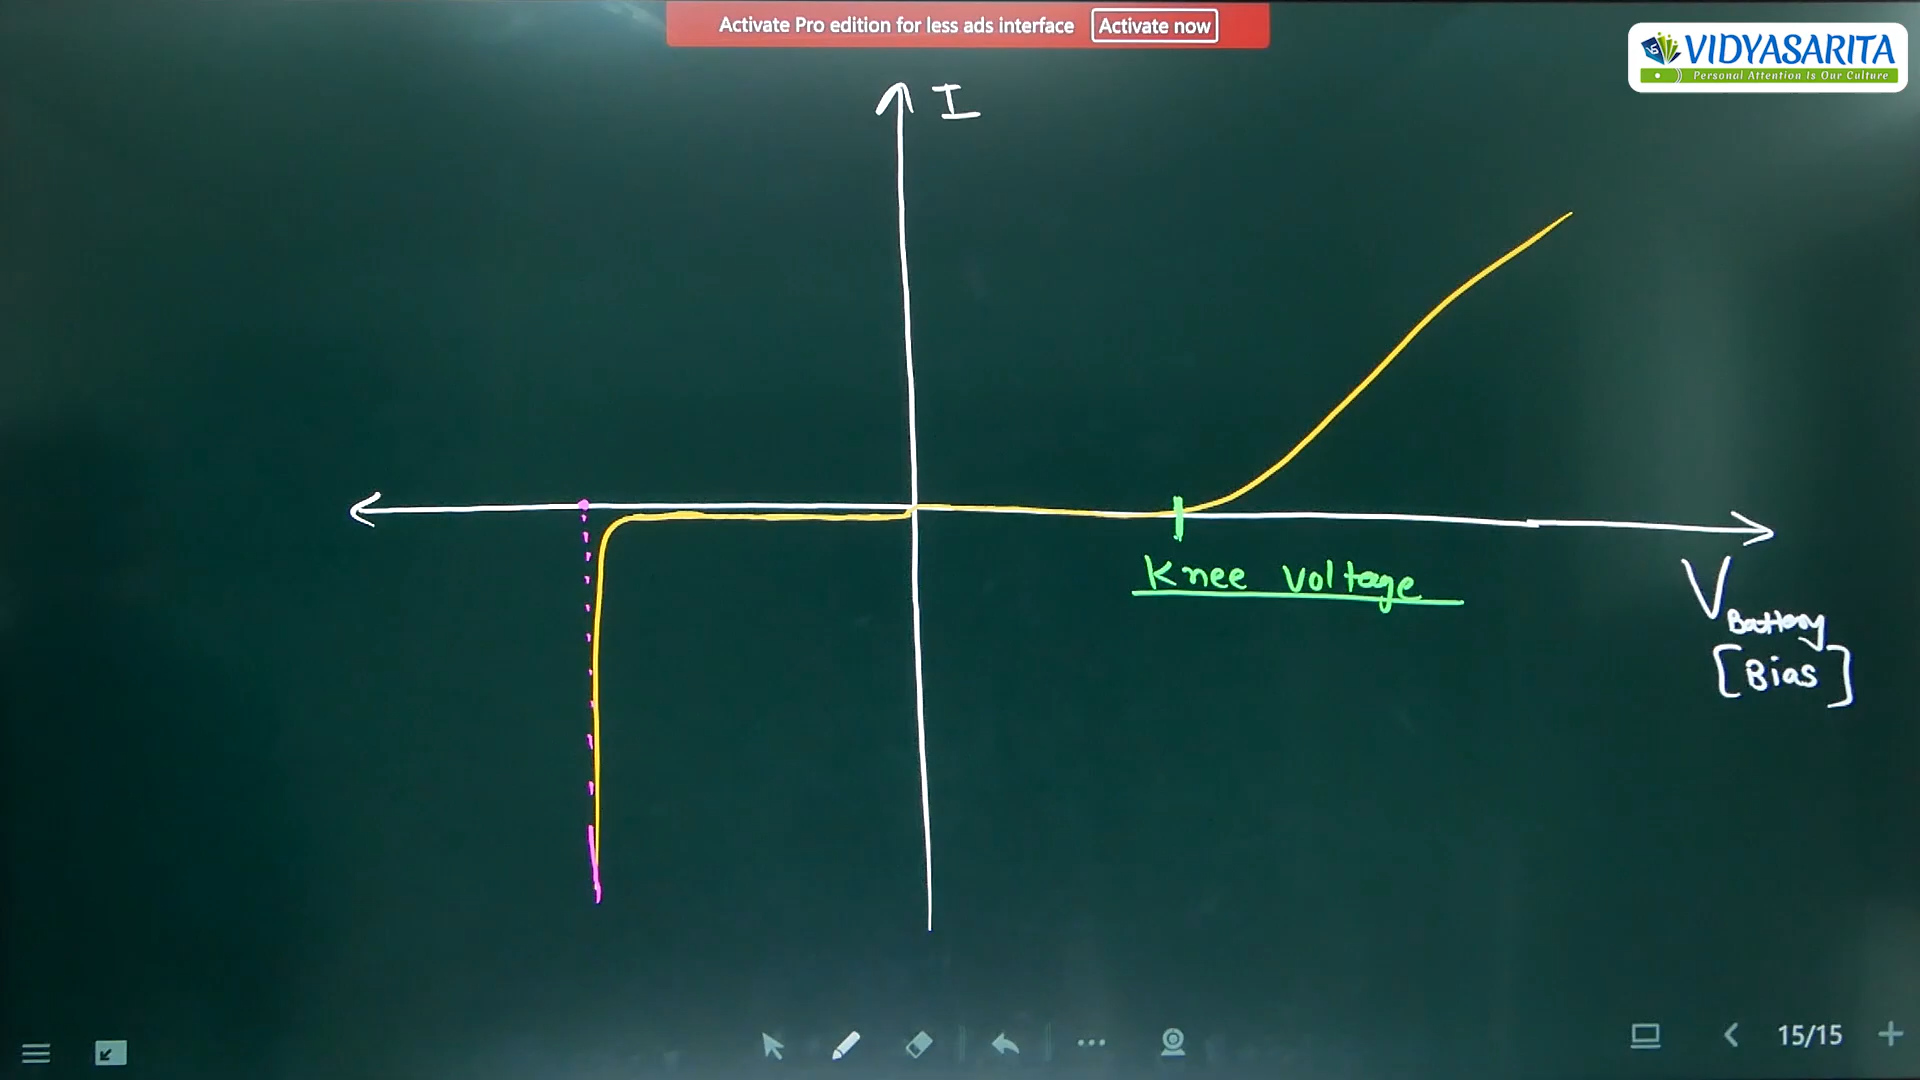 Activate Pro edition for less ads interface Activate now
VIDYASARITA
Personal Attention Is Our Culture
I
Knee Voltage
V Battery
[Bias]
15/15